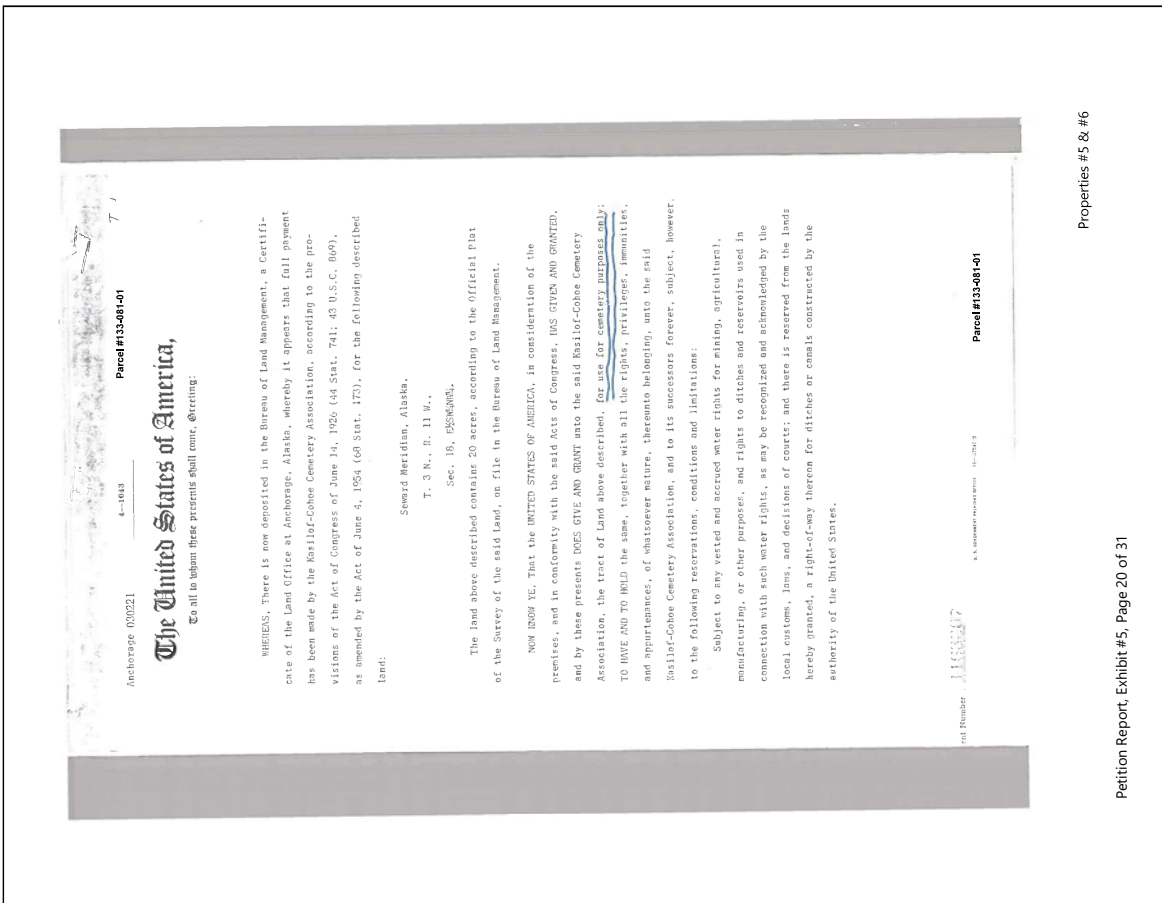 Anchorage 030221
4—1043
Parcel #133-081-01
The United States of America,
To all to whom these presents shall come, Greeting:
WHEREAS, There is now deposited in the Bureau of Land Management, a Certifi-
cate of the Land Office at Anchorage, Alaska, whereby it appears that full payment
has been made by the Kasilof-Cohoe Cemetery Association, according to the pro-
visions of the Act of Congress of June 14, 1926 (44 Stat. 741; 43 U.S.C. 869),
as amended by the Act of June 4, 1954 (68 Stat. 173), for the following described
land:
Seward Meridian, Alaska.
T. 3 N., R. 11 W.,
Sec. 18,
The land above described contains 20 acres, according to the Official Plat
of the Survey of the said Land, on file in the Bureau of Land Management.
NOW KNOW YE, That the UNITED STATES OF AMERICA, in consideration of the
premises, and in conformity with the said Acts of Congress, HAS GIVEN AND GRANTED,
and by these presents DOES GIVE AND GRANT unto the said Kasilof-Cohoe Cemetery
Association, the tract of Land above described, for use for cemetery purposes only;
TO HAVE AND TO HOLD the same, together with all the rights, privileges, immunities,
and appurtenances, of whatsoever nature, thereunto belonging, unto the said
Kasilof-Cohoe Cemetery Association, and to its successors forever, subject, however,
to the following reservations, conditions and limitations:
Subject to any vested and accrued water rights for mining, agricultural,
manufacturing, or other purposes, and rights to ditches and reservoirs used in
connection with such water rights, as may be recognized and acknowledged by the
local customs, laws, and decisions of courts; and there is reserved from the lands
hereby granted, a right-of-way thereon for ditches or canals constructed by the
authority of the United States.
ent Number
U. S. GOVERNMENT PRINTING OFFICE
Parcel #133-081-01
Properties #5 & #6
Petition Report, Exhibit #5, Page 20 of 31